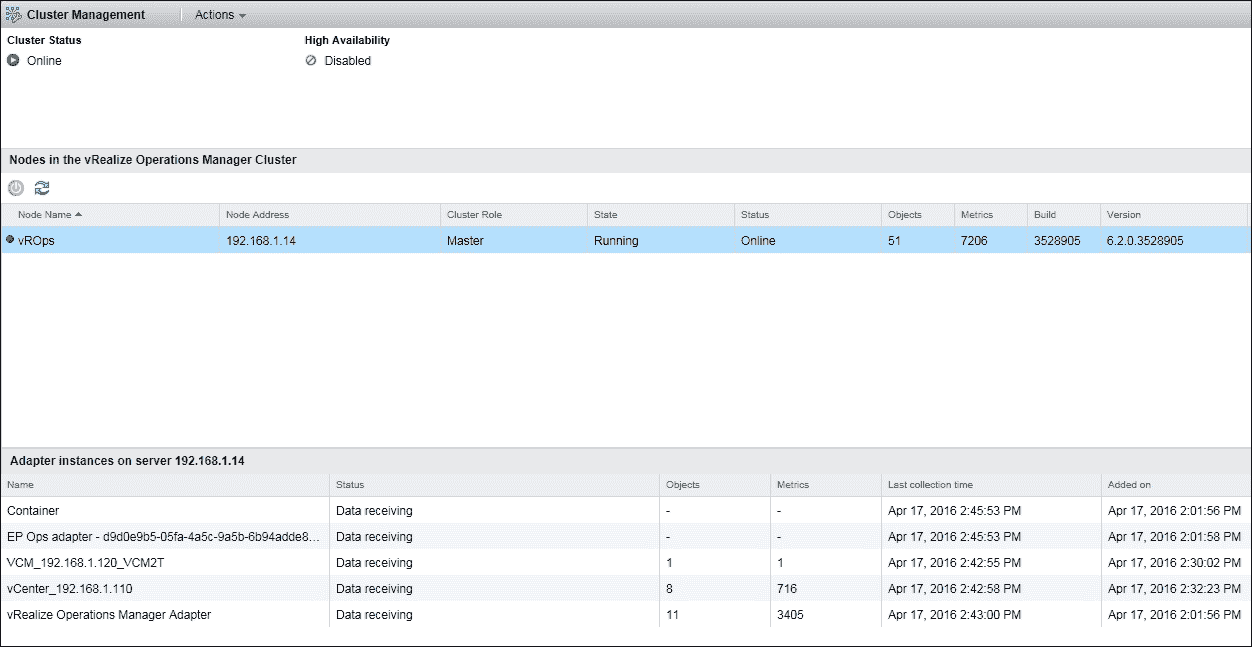 Cluster Management Actions
Cluster Status High Availability
Online Disabled
Nodes in the vRealize Operations Manager Cluster
Node Name Node Address Cluster Role State Status Objects Metrics Build Version
vROps 192.168.1.14 Master Running Online 51 7206 3528905 6.2.0.3528905
Adapter instances on server 192.168.1.14
Name Status Objects Metrics Last collection time Added on
Container Data receiving - - Apr 17, 2016 2:45:53 PM Apr 17, 2016 2:01:56 PM
EP Ops adapter - d9d0e9b5-05fa-4a5c-9a5b-6b94adde8... Data receiving - - Apr 17, 2016 2:45:53 PM Apr 17, 2016 2:01:58 PM
VCM_192.168.1.120_VCM2T Data receiving 1 1 Apr 17, 2016 2:42:55 PM Apr 17, 2016 2:30:02 PM
vCenter_192.168.1.110 Data receiving 8 716 Apr 17, 2016 2:42:58 PM Apr 17, 2016 2:32:23 PM
vRealize Operations Manager Adapter Data receiving 11 3405 Apr 17, 2016 2:43:00 PM Apr 17, 2016 2:01:56 PM